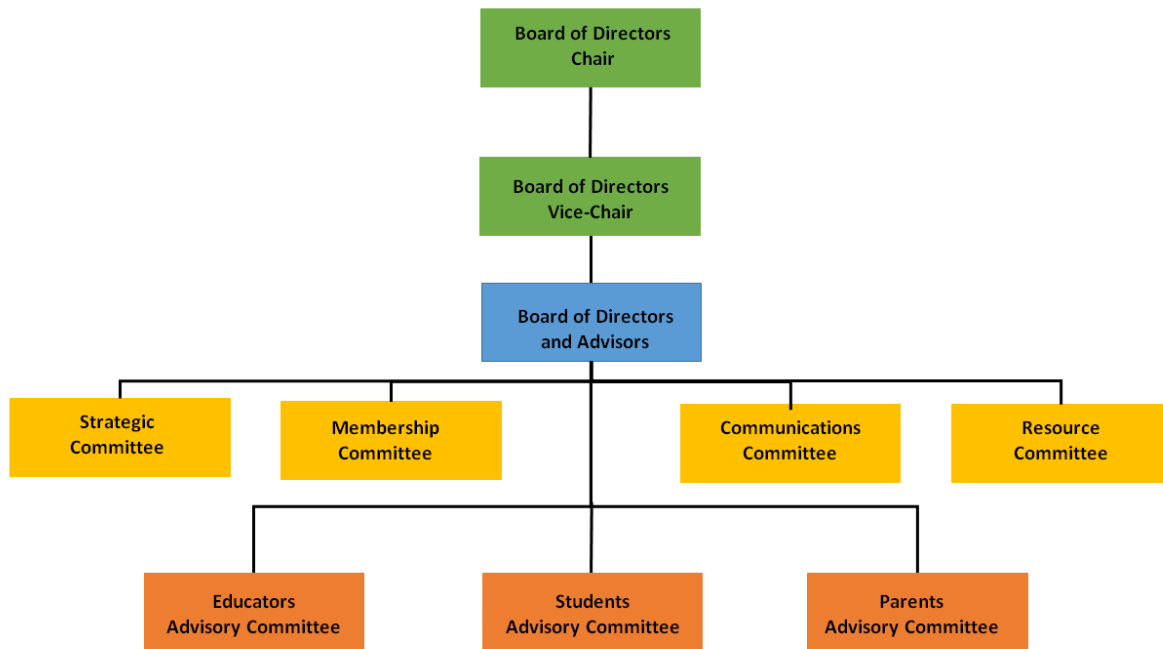 Board of Directors
Chair
Board of Directors
Vice-Chair
Board of Directors
and Advisors
Strategic
Committee
Membership
Committee
Communications
Committee
Resource
Committee
Educators
Advisory Committee
Students
Advisory Committee
Parents
Advisory Committee